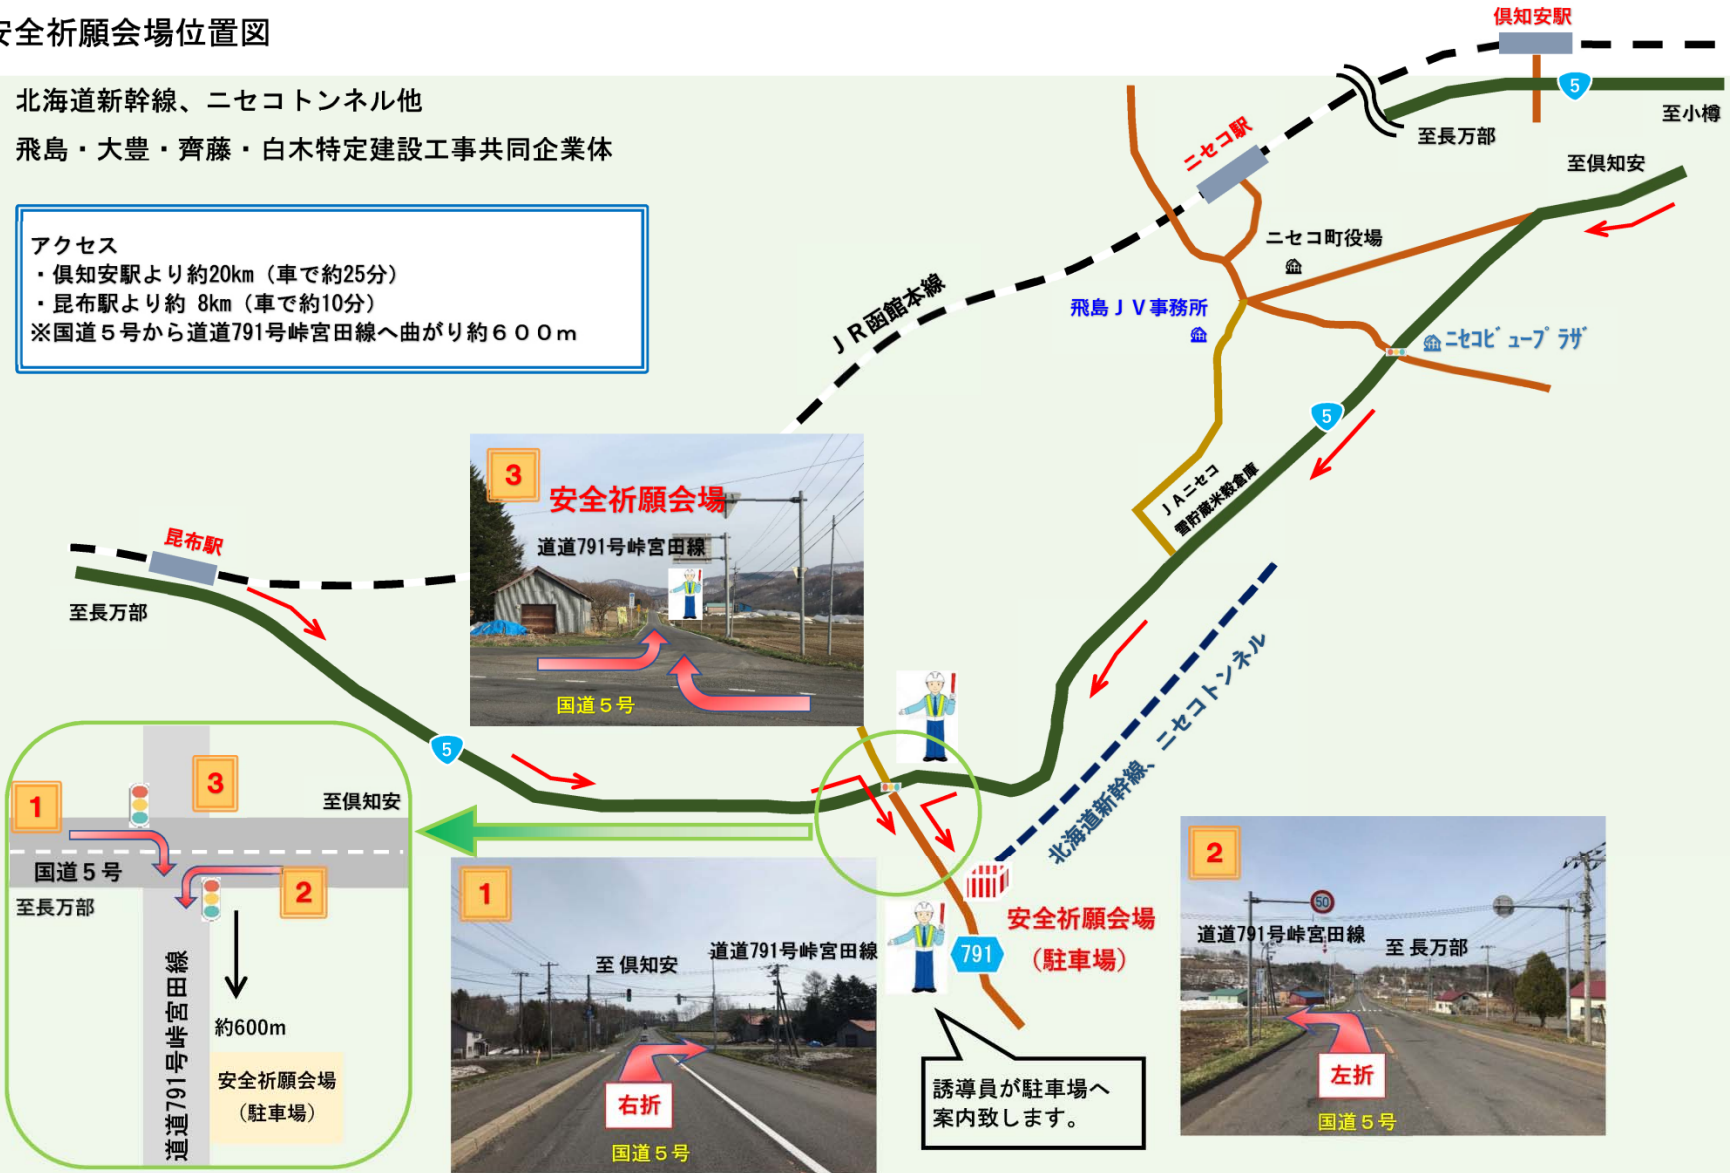 安全祈願会場位置図
北海道新幹線、ニセコトンネル他
飛島・大豊・齊藤・白木特定建設工事共同企業体
アクセス
・倶知安駅より約20km（車で約25分）
・昆布駅より約 8km（車で約10分）
※国道５号から道道791号峠宮田線へ曲がり約６００ｍ
倶知安駅
5
至小樽
至長万部
至倶知安
ニセコ駅
ニセコ町役場
ＪＲ函館本線
飛島ＪＶ事務所
ニセコビュープラザ
5
ＪＡニセコ
雪貯蔵米穀倉庫
3
安全祈願会場
道道791号峠宮田線
国道５号
昆布駅
至長万部
5
北海道新幹線、ニセコトンネル
1
3
至倶知安
国道５号
2
至長万部
道道791号峠宮田線
約600m
安全祈願会場
（駐車場）
1
至 倶知安
道道791号峠宮田線
右折
国道５号
安全祈願会場
（駐車場）
791
誘導員が駐車場へ
案内致します。
2
50
道道791号峠宮田線
至 長万部
左折
国道５号